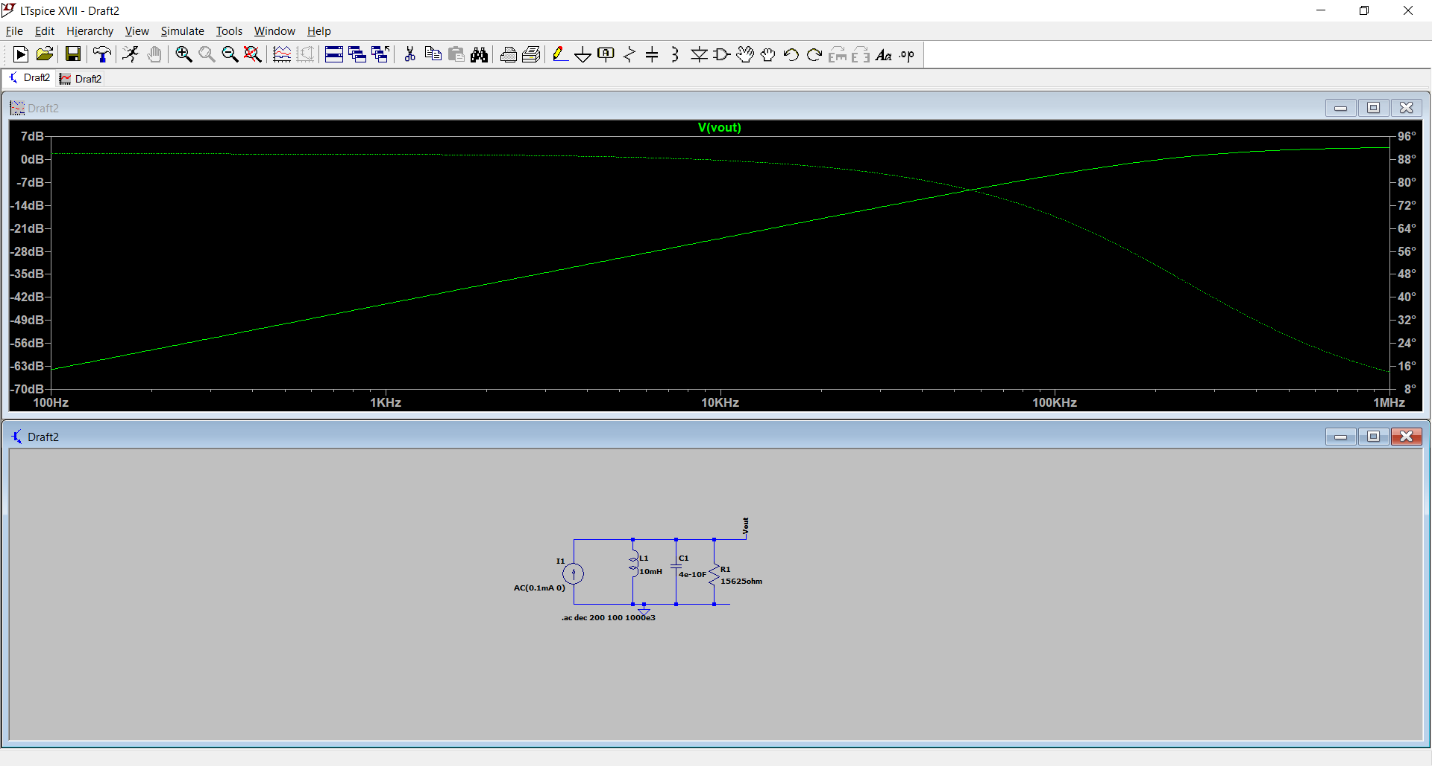 LTspice XVII - Draft2
File Edit Hierarchy View Simulate Tools Window Help
Draft2 Draft2
Draft2
V(vout)
7dB
0dB
-7dB
-14dB
-21dB
-28dB
-35dB
-42dB
-49dB
-56dB
-63dB
-70dB
96°
88°
80°
72°
64°
56°
48°
40°
32°
24°
16°
8°
100Hz 1KHz 10KHz 100KHz 1MHz
Draft2
Vout
I1
AC(0.1mA 0)
L1
10mH
C1
4e-10F
R1
15625ohm
.ac dec 200 100 1000e3